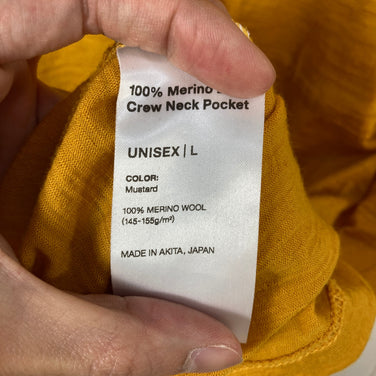 100% Merino
Crew Neck Pocket
UNISEX | L
COLOR:
Mustard
100% MERINO WOOL
(145-155g/m²)
MADE IN AKITA, JAPAN